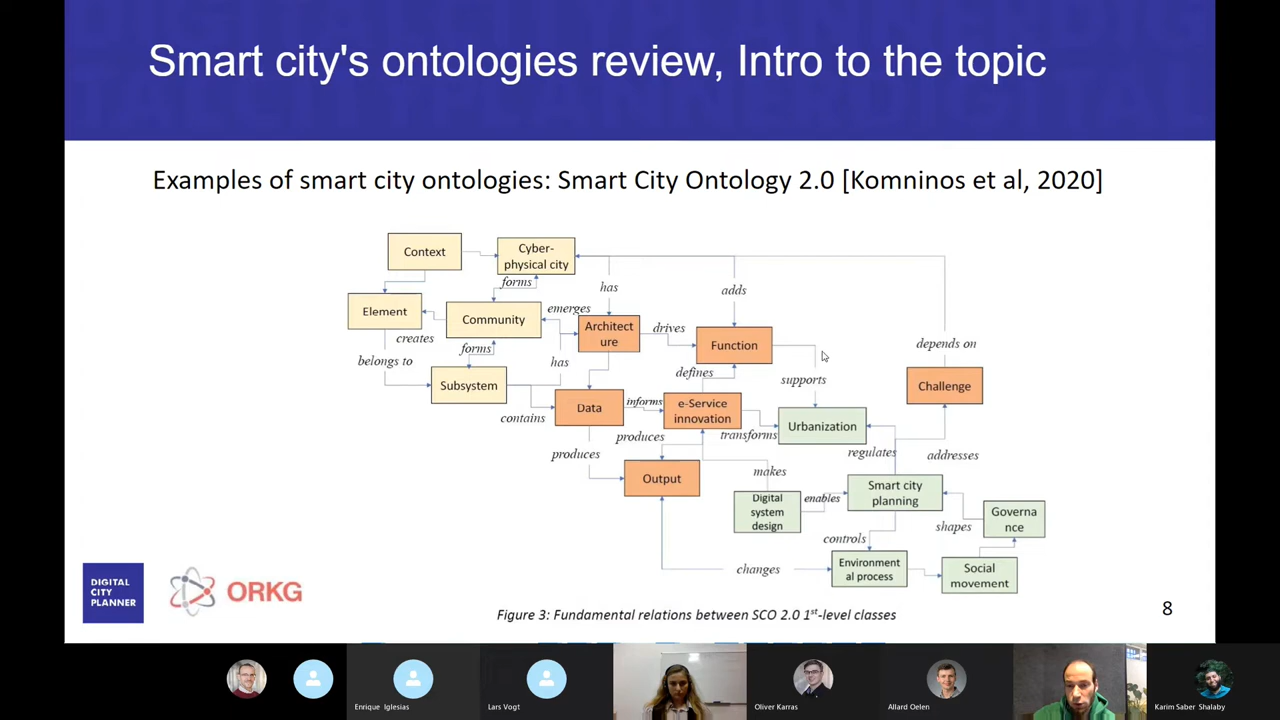 Smart city's ontologies review, Intro to the topic
Examples of smart city ontologies: Smart City Ontology 2.0 [Komninos et al, 2020]
Context
Cyber-
physical city
forms
has
adds
Element
Community
emerges
Architect
ure
drives
Function
creates
forms
has
defines
supports
depends on
belongs to
Subsystem
Challenge
contains
Data
informs
e-Service
innovation
transforms
Urbanization
produces
produces
regulates
addresses
Output
makes
Digital
system
design
enables
Smart city
planning
shapes
Governa
nce
controls
changes
Environment
al process
Social
movement
DIGITAL
CITY
PLANNER
ORKG
Figure 3: Fundamental relations between SCO 2.0 1st-level classes
8
Enrique Iglesias
Lars Vogt
Oliver Karras
Allard Oelen
Karim Saber Shalaby